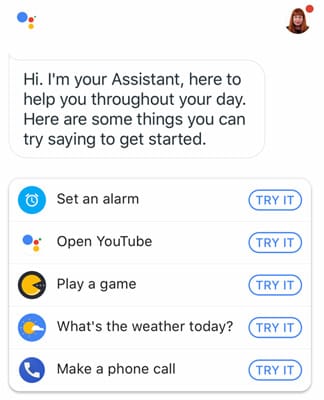 Hi. I'm your Assistant, here to
help you throughout your day.
Here are some things you can
try saying to get started.
Set an alarm TRY IT
Open YouTube TRY IT
Play a game TRY IT
What's the weather today? TRY IT
Make a phone call TRY IT